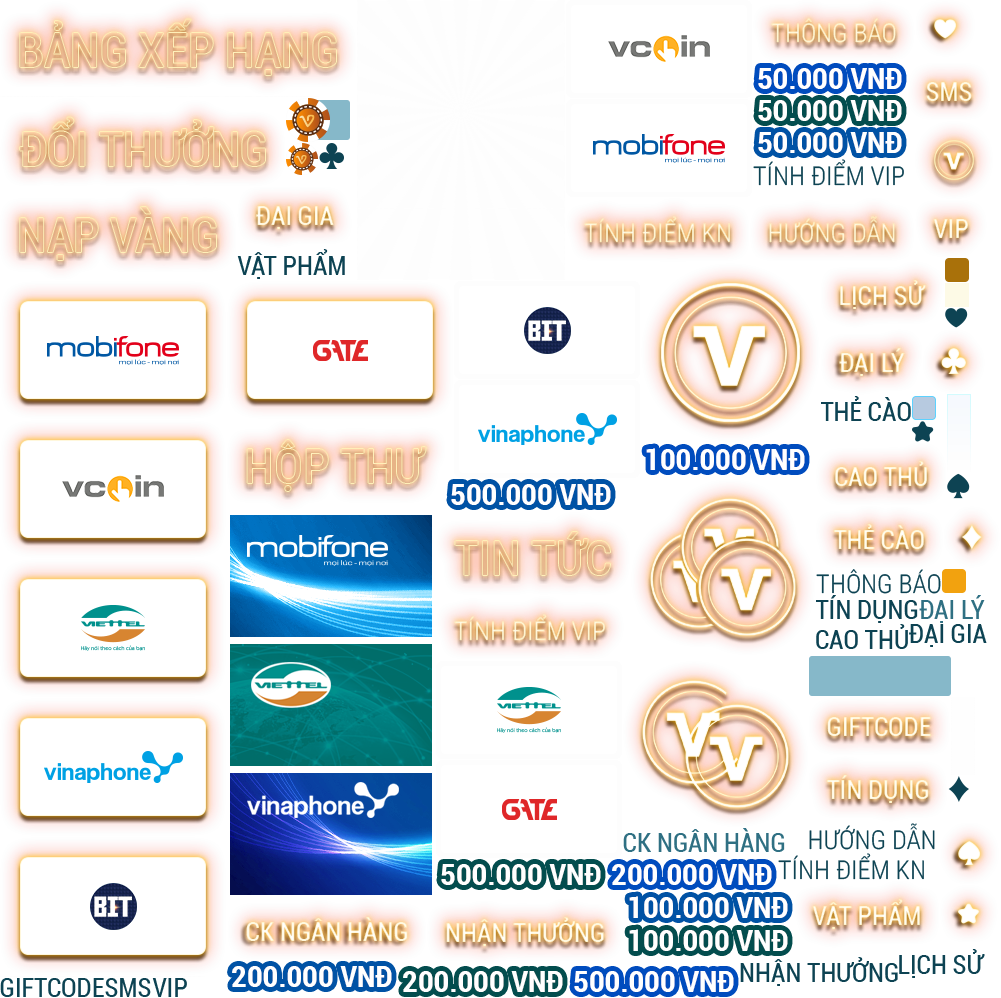 BẢNG XẾP HẠNG
vcoin
THÔNG BÁO
50.000 VNĐ
SMS
50.000 VNĐ
50.000 VNĐ
ĐỔI THƯỞNG
mobifone
mọi lúc - mọi nơi
TÍNH ĐIỂM VIP
V
NẠP VÀNG
ĐẠI GIA
TÍNH ĐIỂM KN
HƯỚNG DẪN
VIP
VẬT PHẨM
LỊCH SỬ
mobifone
mọi lúc - mọi nơi
GATE
BIT
V
ĐẠI LÝ
THẺ CÀO
vinaphone
100.000 VNĐ
HỘP THƯ
CAO THỦ
vcoin
500.000 VNĐ
mobifone
mọi lúc - mọi nơi
TIN TỨC
THẺ CÀO
V V V
THÔNG BÁO
TÍN DỤNG
ĐẠI LÝ
CAO THỦ
ĐẠI GIA
VIETTEL
Hãy nói theo cách của bạn
TÍNH ĐIỂM VIP
VIETTEL
VIETTEL
Hãy nói theo cách của bạn
V V
GIFTCODE
vinaphone
vinaphone
GATE
TÍN DỤNG
CK NGÂN HÀNG
HƯỚNG DẪN
500.000 VNĐ
200.000 VNĐ
TÍNH ĐIỂM KN
BIT
100.000 VNĐ
VẬT PHẨM
CK NGÂN HÀNG
NHẬN THƯỞNG
100.000 VNĐ
GIFTCODE
SMS
VIP
200.000 VNĐ
200.000 VNĐ
500.000 VNĐ
NHẬN THƯỞNG
LỊCH SỬ